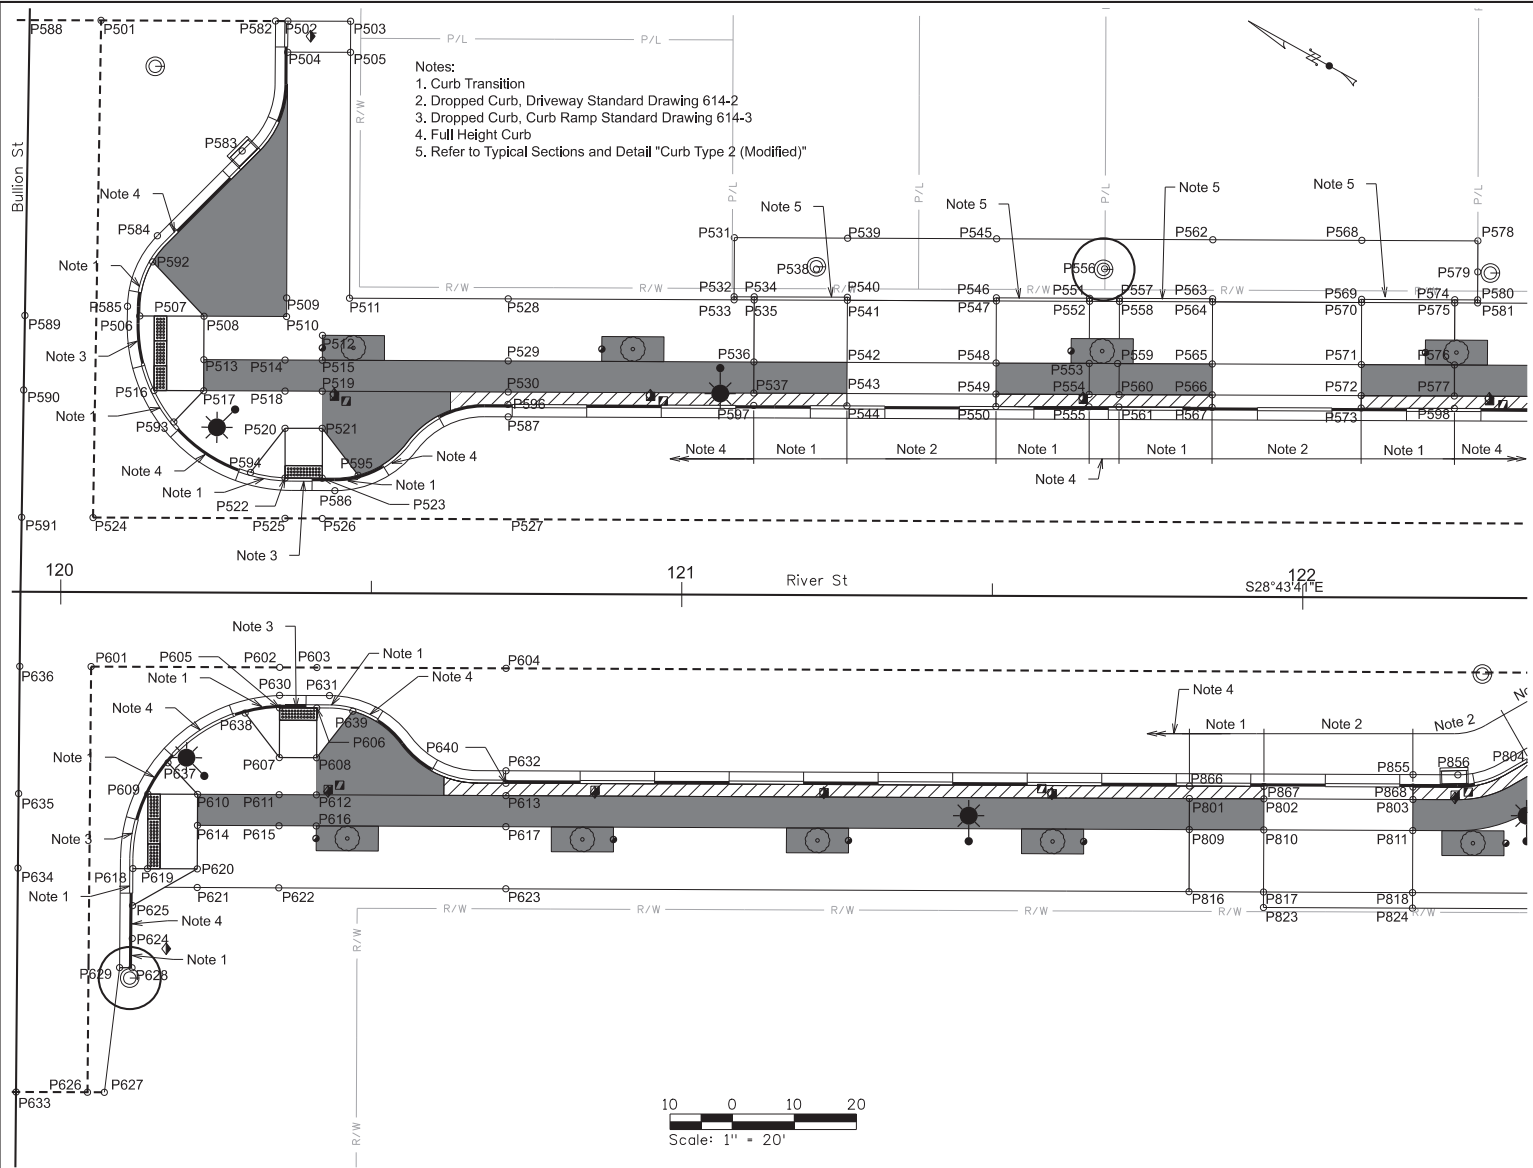 P588
P501
P582
P502
P503
P504
P505
P/L
P/L
Notes:
1. Curb Transition
2. Dropped Curb, Driveway Standard Drawing 614-2
3. Dropped Curb, Curb Ramp Standard Drawing 614-3
4. Full Height Curb
5. Refer to Typical Sections and Detail "Curb Type 2 (Modified)"
R/W
P583
Bullion St
Note 4
P584
Note 1
P592
P/L
P/L
P/L
Note 5
Note 5
Note 5
Note 5
P531
P539
P545
P562
P568
P578
P538
P556
P579
R/W
R/W
R/W
R/W
R/W
P585
P507
P509
P511
P528
P532
P534
P540
P546
P551
P557
P563
P569
P574
P580
P533
P535
P541
P547
P552
P558
P564
P570
P575
P581
P589
P506
P508
P510
P512
Note 3
P513
P514
P515
P529
P536
P542
P548
P553
P559
P565
P571
P576
P590
P516
P517
P518
P519
P530
P537
P543
P549
P554
P560
P566
P572
P577
Note 1
P593
P520
P521
P596
P587
P597
P544
P550
P555
P561
P567
P573
P598
Note 4
P594
P595
Note 4
Note 4
Note 1
Note 2
Note 1
Note 4
Note 1
Note 2
Note 1
Note 4
Note 1
Note 1
P522
P586
P523
P591
P524
P525
P526
P527
Note 3
120
121
122
River St
S28°43'41"E
Note 3
P636
P601
P605
P602
P603
Note 1
P604
Note 1
P630
P631
Note 4
Note 4
P638
P639
P606
Note 4
Note 1
Note 2
Note 2
No
Note 1
P637
P607
P608
P640
P632
P855
P856
P804
P866
P867
P868
P635
P609
P610
P611
P612
P613
P801
P802
P803
Note 3
P614
P615
P616
P617
P809
P810
P811
P634
P618
P619
P620
Note 1
P621
P622
P623
P816
P817
P818
P625
Note 4
R/W
R/W
R/W
R/W
R/W
R/W
P823
P824
P624
R/W
Note 1
P629
P628
P633
P626
P627
10
0
10
20
Scale: 1" = 20'
R/W